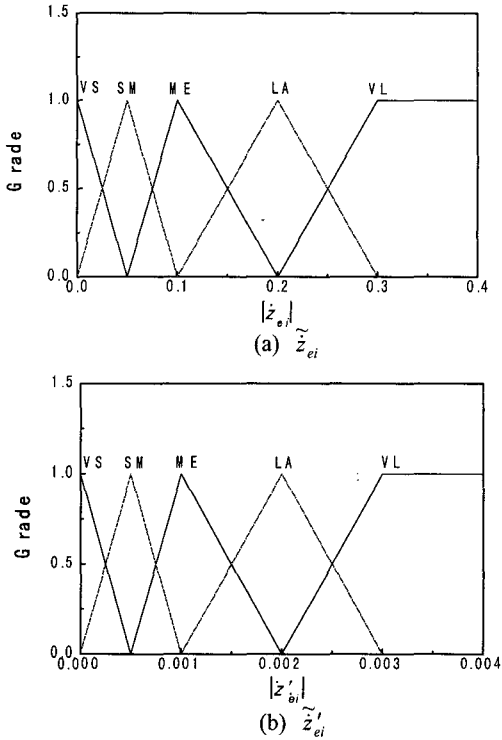 1.5
VS SM ME LA VL
1.0
Grade
0.5
0.0
0.0 0.1 0.2 0.3 0.4
|ż_ei|
(a) ż̃_ei
1.5
VS SM ME LA VL
1.0
Grade
0.5
0.0
0.000 0.001 0.002 0.003 0.004
|ż′_ei|
(b) ż̃′_ei